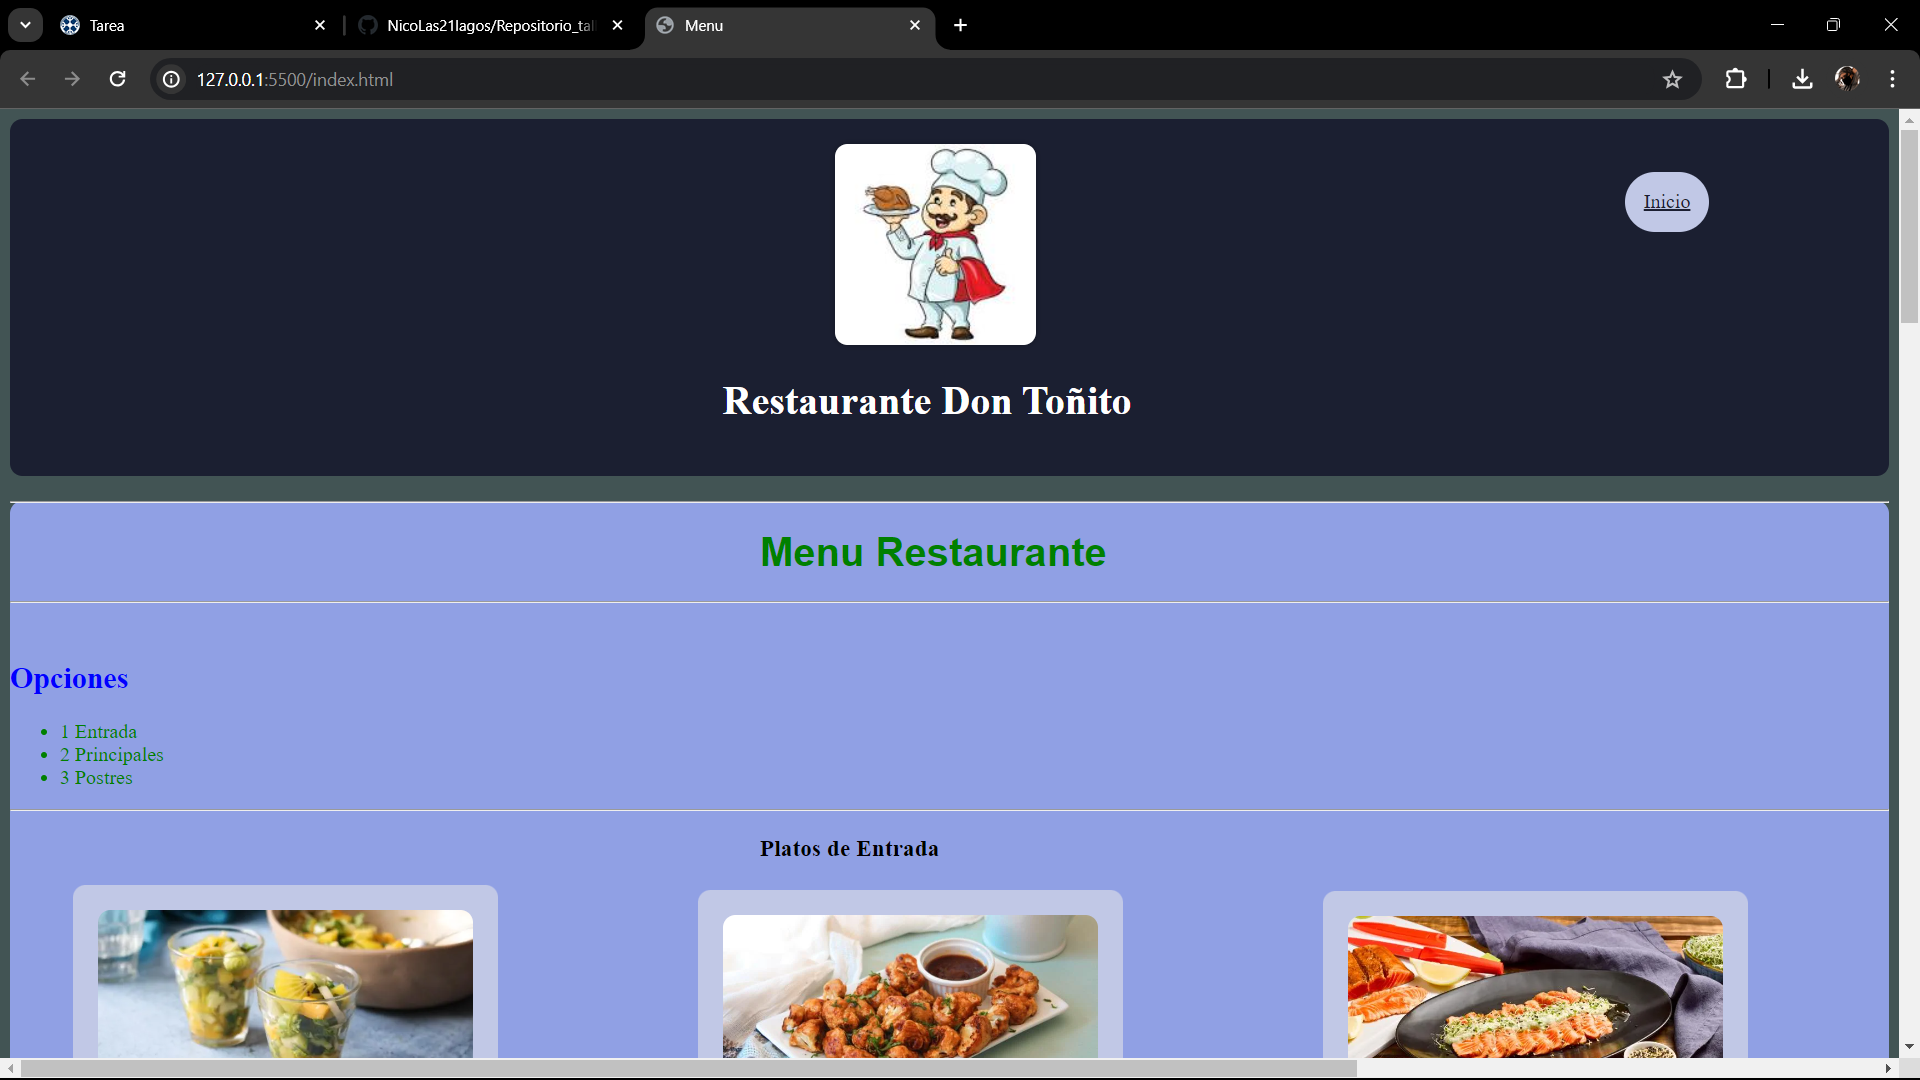 Tarea
NicoLas21lagos/Repositorio_tal
Menu
127.0.0.1:5500/index.html
Inicio
Restaurante Don Toñito
Menu Restaurante
Opciones
1 Entrada
2 Principales
3 Postres
Platos de Entrada